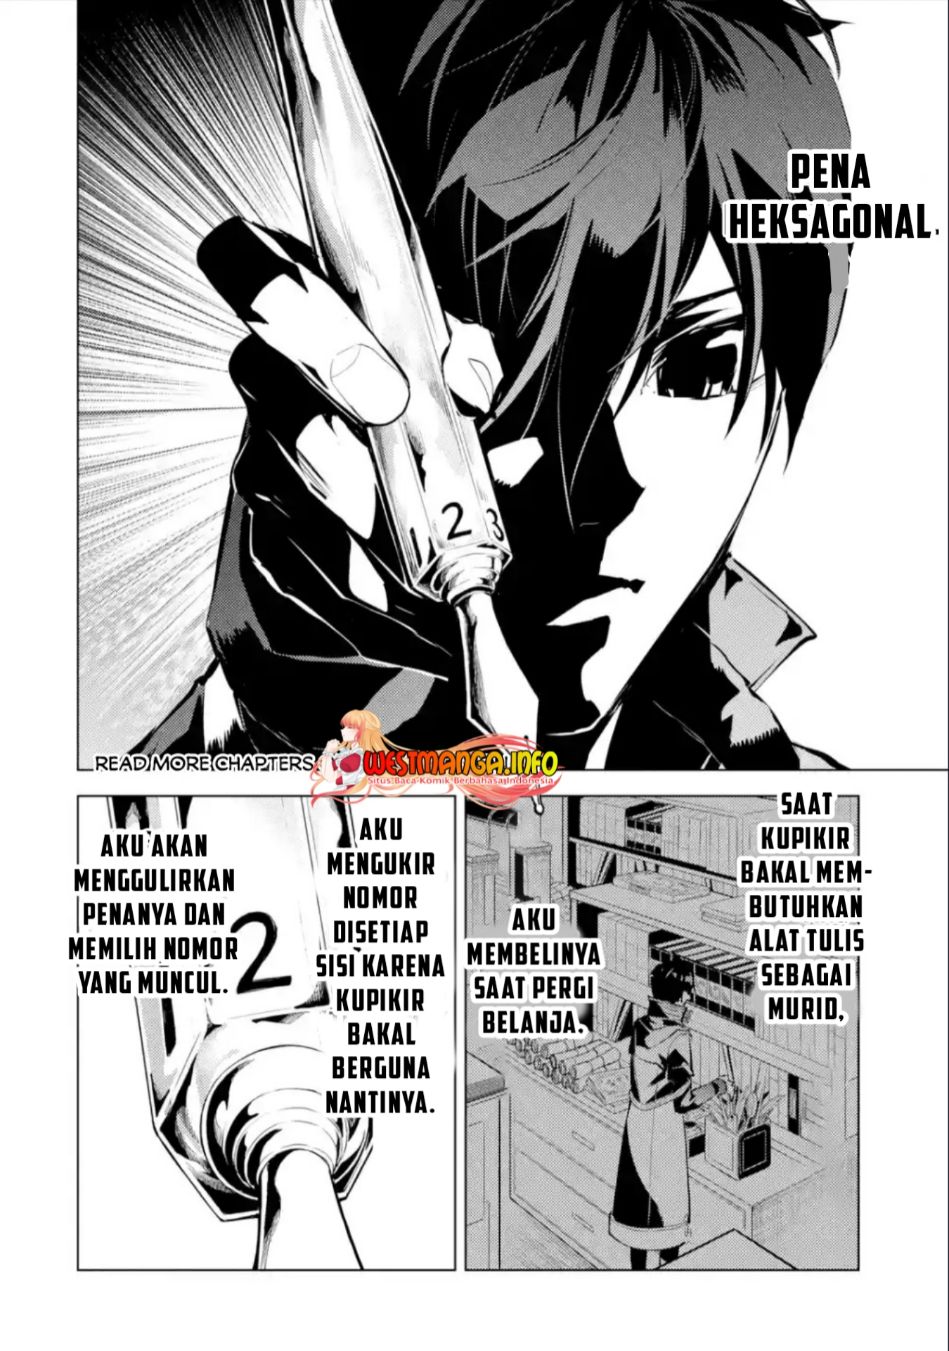 PENA
HEKSAGONAL.
1 2 3
READ MORE CHAPTERS
WESTMANGA.INFO
Situs Baca Komik Berbahasa Indonesia
SAAT
KUPIKIR
BAKAL MEM-
BUTUHKAN
ALAT TULIS
SEBAGAI
MURID,
AKU
MEMBELINYA
SAAT PERGI
BELANJA.
AKU
MENGUKIR
NOMOR
DISETIAP
SISI KARENA
KUPIKIR
BAKAL
BERGUNA
NANTINYA.
AKU AKAN
MENGGULIRKAN
PENANYA DAN
MEMILIH NOMOR
YANG MUNCUL.
2